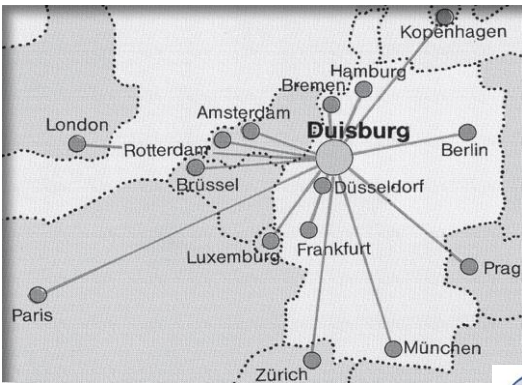 Kopenhagen
Hamburg
Bremen
Amsterdam
Duisburg
London
Rotterdam
Berlin
Brüssel
Düsseldorf
Luxemburg
Frankfurt
Prag
Paris
München
Zürich